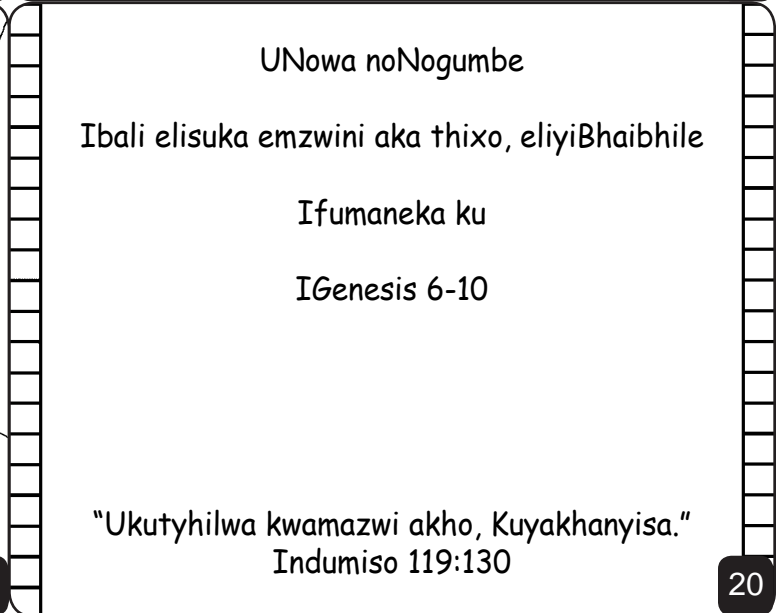 UNowa noNogumbe
Ibali elisuka emzwini aka thixo, eliyiBhaibhile
Ifumaneka ku
IGenesis 6-10
“Ukutyhilwa kwamazwi akho, Kuyakhanyisa.”
Indumiso 119:130
20